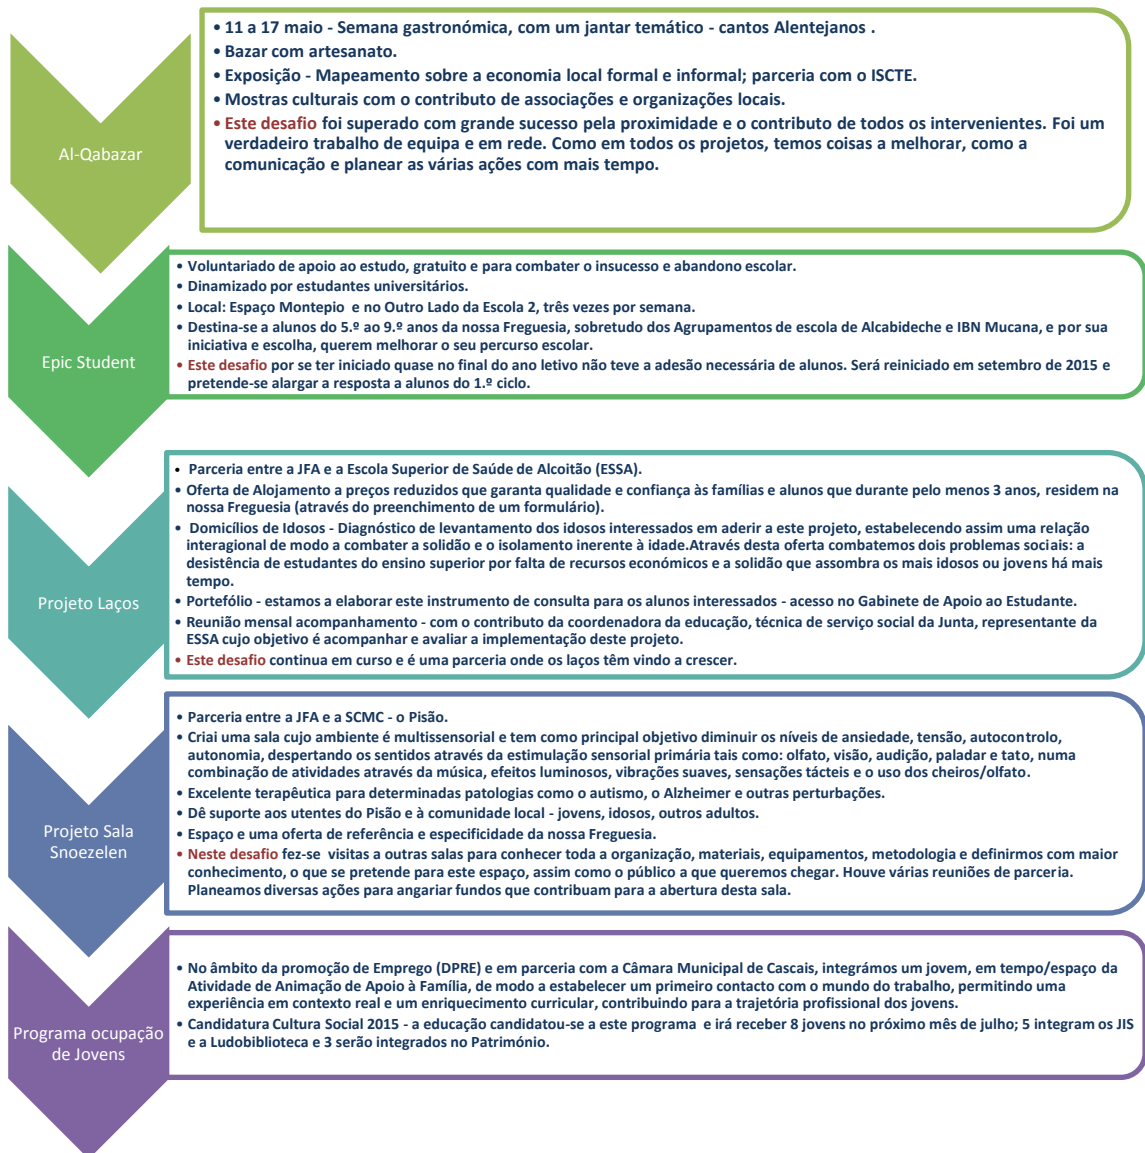 Al-Qabazar
• 11 a 17 maio - Semana gastronómica, com um jantar temático - cantos Alentejanos .
• Bazar com artesanato.
• Exposição - Mapeamento sobre a economia local formal e informal; parceria com o ISCTE.
• Mostras culturais com o contributo de associações e organizações locais.
• Este desafio foi superado com grande sucesso pela proximidade e o contributo de todos os intervenientes. Foi um
verdadeiro trabalho de equipa e em rede. Como em todos os projetos, temos coisas a melhorar, como a
comunicação e planear as várias ações com mais tempo.
Epic Student
• Voluntariado de apoio ao estudo, gratuito e para combater o insucesso e abandono escolar.
• Dinamizado por estudantes universitários.
• Local: Espaço Montepio e no Outro Lado da Escola 2, três vezes por semana.
• Destina-se a alunos do 5.º ao 9.º anos da nossa Freguesia, sobretudo dos Agrupamentos de escola de Alcabideche e IBN Mucana, e por sua
iniciativa e escolha, querem melhorar o seu percurso escolar.
• Este desafio por se ter iniciado quase no final do ano letivo não teve a adesão necessária de alunos. Será reiniciado em setembro de 2015 e
pretende-se alargar a resposta a alunos do 1.º ciclo.
Projeto Laços
• Parceria entre a JFA e a Escola Superior de Saúde de Alcoitão (ESSA).
• Oferta de Alojamento a preços reduzidos que garanta qualidade e confiança às famílias e alunos que durante pelo menos 3 anos, residem na
nossa Freguesia (através do preenchimento de um formulário).
• Domicílios de Idosos - Diagnóstico de levantamento dos idosos interessados em aderir a este projeto, estabelecendo assim uma relação
interagional de modo a combater a solidão e o isolamento inerente à idade.Através desta oferta combatemos dois problemas sociais: a
desistência de estudantes do ensino superior por falta de recursos económicos e a solidão que assombra os mais idosos ou jovens há mais
tempo.
• Portefólio - estamos a elaborar este instrumento de consulta para os alunos interessados - acesso no Gabinete de Apoio ao Estudante.
• Reunião mensal acompanhamento - com o contributo da coordenadora da educação, técnica de serviço social da Junta, representante da
ESSA cujo objetivo é acompanhar e avaliar a implementação deste projeto.
• Este desafio continua em curso e é uma parceria onde os laços têm vindo a crescer.
Projeto Sala
Snoezelen
• Parceria entre a JFA e a SCMC - o Pisão.
• Criai uma sala cujo ambiente é multissensorial e tem como principal objetivo diminuir os níveis de ansiedade, tensão, autocontrolo,
autonomia, despertando os sentidos através da estimulação sensorial primária tais como: olfato, visão, audição, paladar e tato, numa
combinação de atividades através da música, efeitos luminosos, vibrações suaves, sensações tácteis e o uso dos cheiros/olfato.
• Excelente terapêutica para determinadas patologias como o autismo, o Alzheimer e outras perturbações.
• Dê suporte aos utentes do Pisão e à comunidade local - jovens, idosos, outros adultos.
• Espaço e uma oferta de referência e especificidade da nossa Freguesia.
• Neste desafio fez-se visitas a outras salas para conhecer toda a organização, materiais, equipamentos, metodologia e definirmos com maior
conhecimento, o que se pretende para este espaço, assim como o público a que queremos chegar. Houve várias reuniões de parceria.
Planeamos diversas ações para angariar fundos que contribuam para a abertura desta sala.
Programa ocupação
de Jovens
• No âmbito da promoção de Emprego (DPRE) e em parceria com a Câmara Municipal de Cascais, integrámos um jovem, em tempo/espaço da
Atividade de Animação de Apoio à Família, de modo a estabelecer um primeiro contacto com o mundo do trabalho, permitindo uma
experiência em contexto real e um enriquecimento curricular, contribuindo para a trajetória profissional dos jovens.
• Candidatura Cultura Social 2015 - a educação candidatou-se a este programa e irá receber 8 jovens no próximo mês de julho; 5 integram os JIS
e a Ludobiblioteca e 3 serão integrados no Património.